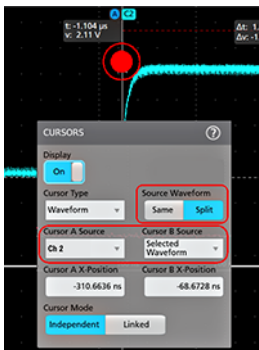 A C2
t: -1.104 µs
v: 2.11 V
Δt: 1.
Δv: -1.
CURSORS ?
Display
On
Cursor Type
Source Waveform
Waveform
Same Split
Cursor A Source
Cursor B Source
Ch 2
Selected
Waveform
Cursor A X-Position
Cursor B X-Position
-310.6636 ns
-68.6728 ns
Cursor Mode
Independent Linked